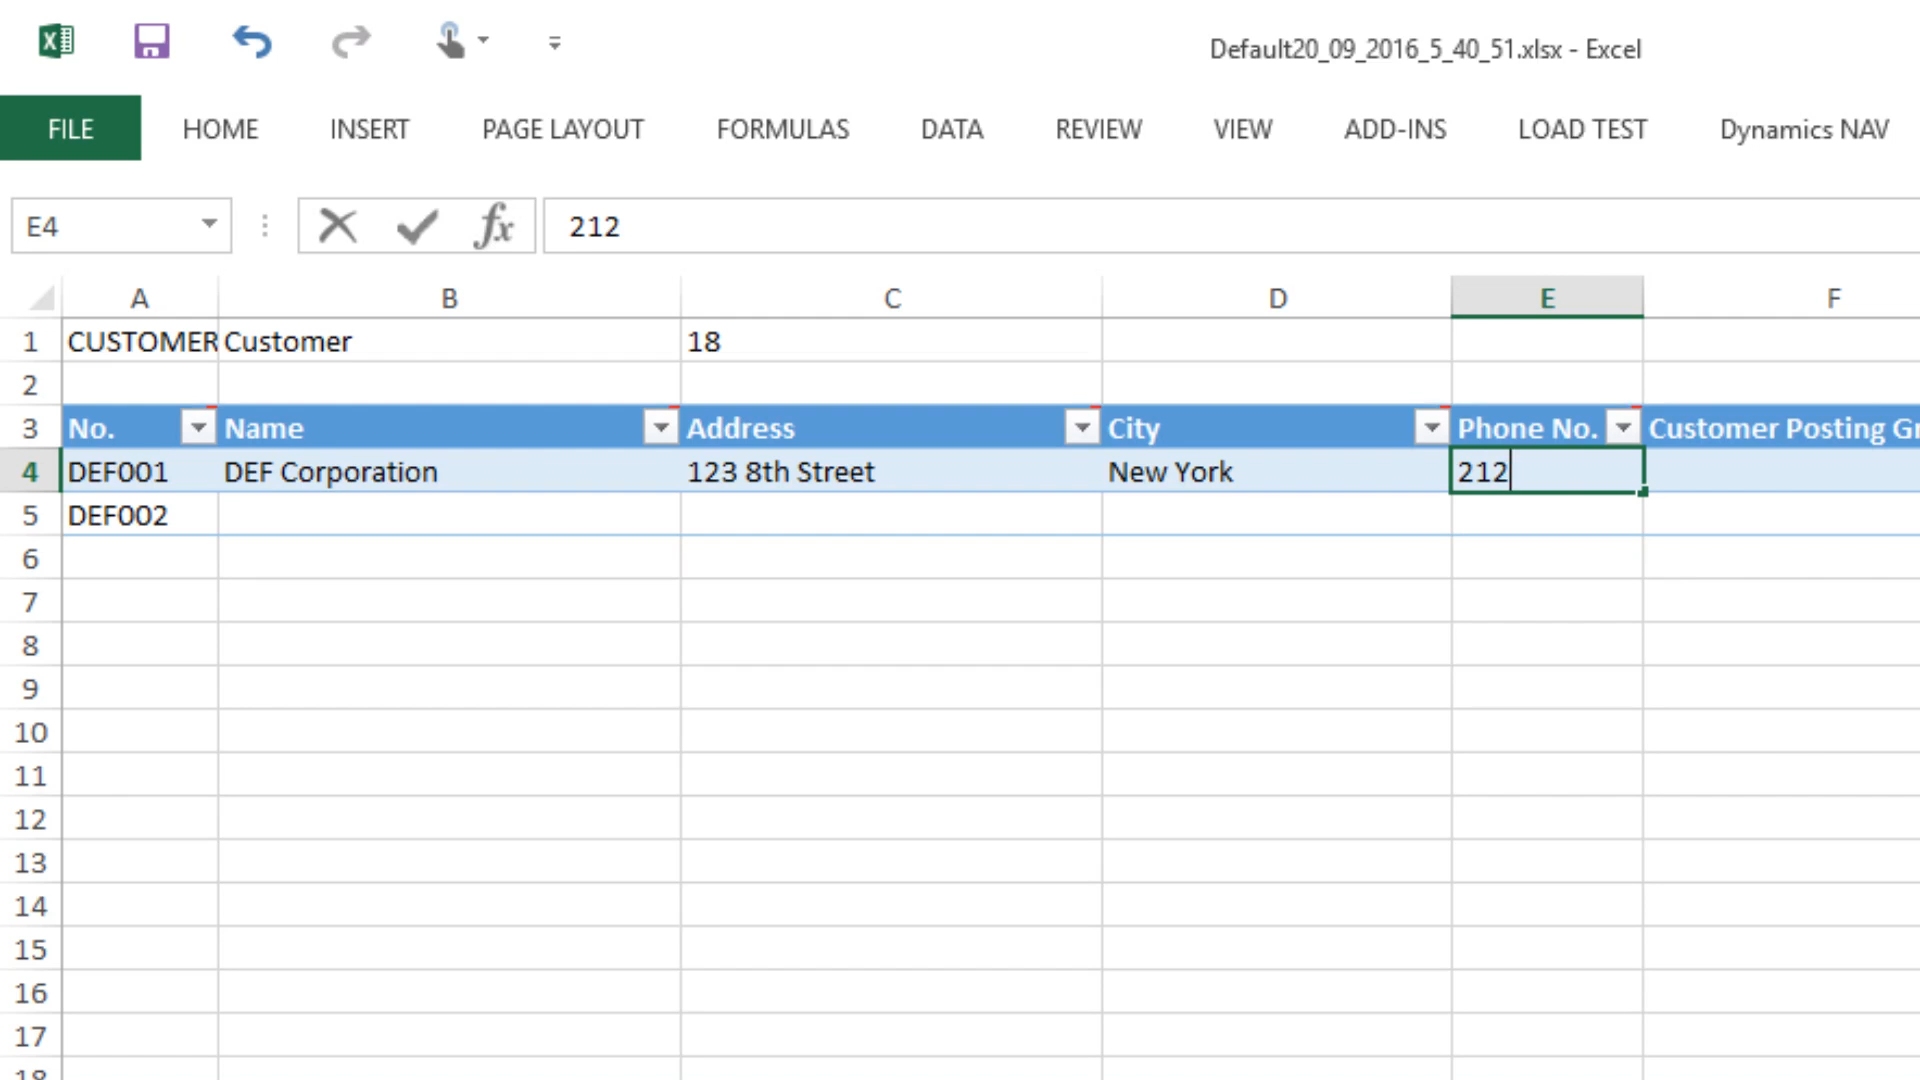 Default20_09_2016_5_40_51.xlsx - Excel
FILE HOME INSERT PAGE LAYOUT FORMULAS DATA REVIEW VIEW ADD-INS LOAD TEST Dynamics NAV
E4 fx 212
A B C D E F
1 CUSTOMER Customer 18
2
3 No. Name Address City Phone No. Customer Posting Gr
4 DEF001 DEF Corporation 123 8th Street New York 212
5 DEF002
6
7
8
9
10
11
12
13
14
15
16
17
18